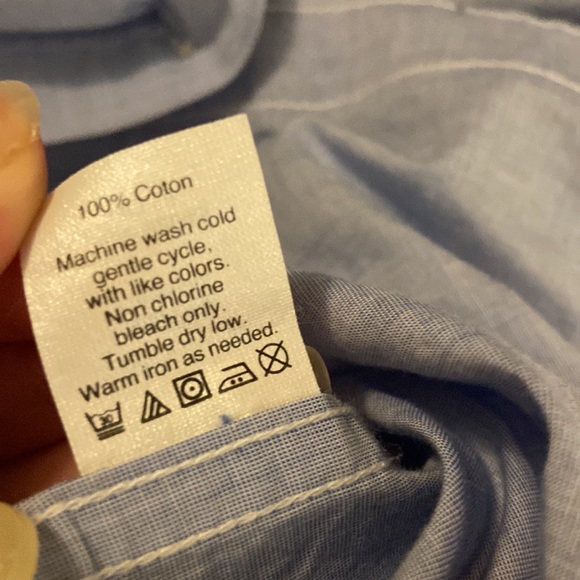 100% Coton
Machine wash cold
gentle cycle,
with like colors.
Non chlorine
bleach only.
Tumble dry low.
Warm iron as needed.
30